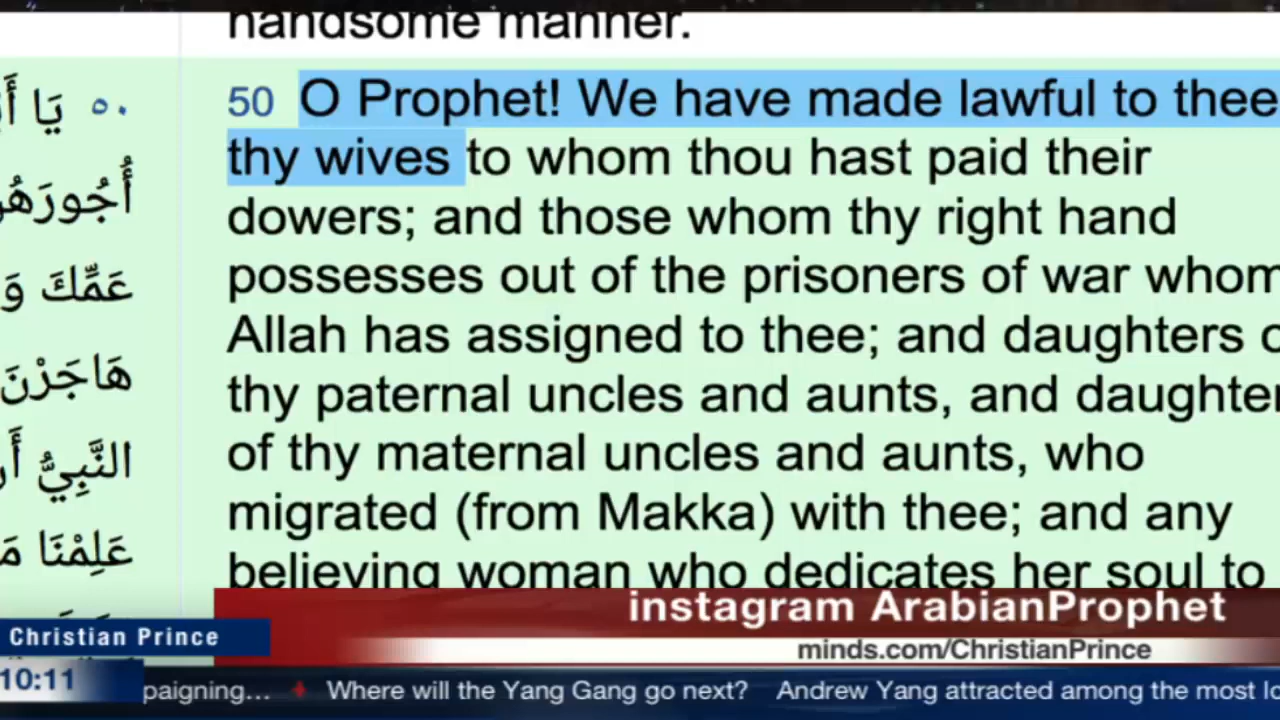 handsome manner.
50 O Prophet! We have made lawful to thee
thy wives to whom thou hast paid their
dowers; and those whom thy right hand
possesses out of the prisoners of war whom
Allah has assigned to thee; and daughters o
thy paternal uncles and aunts, and daughter
of thy maternal uncles and aunts, who
migrated (from Makka) with thee; and any
believing woman who dedicates her soul to
٥٠ يَا أَ
أُجُورَهُ
عَمِّكَ وَ
هَاجَرْنَ
النَّبِيُّ أَ
عَلِمْنَا مَ
instagram ArabianProphet
minds.com/ChristianPrince
Christian Prince
10:11
paigning... Where will the Yang Gang go next? Andrew Yang attracted among the most lo